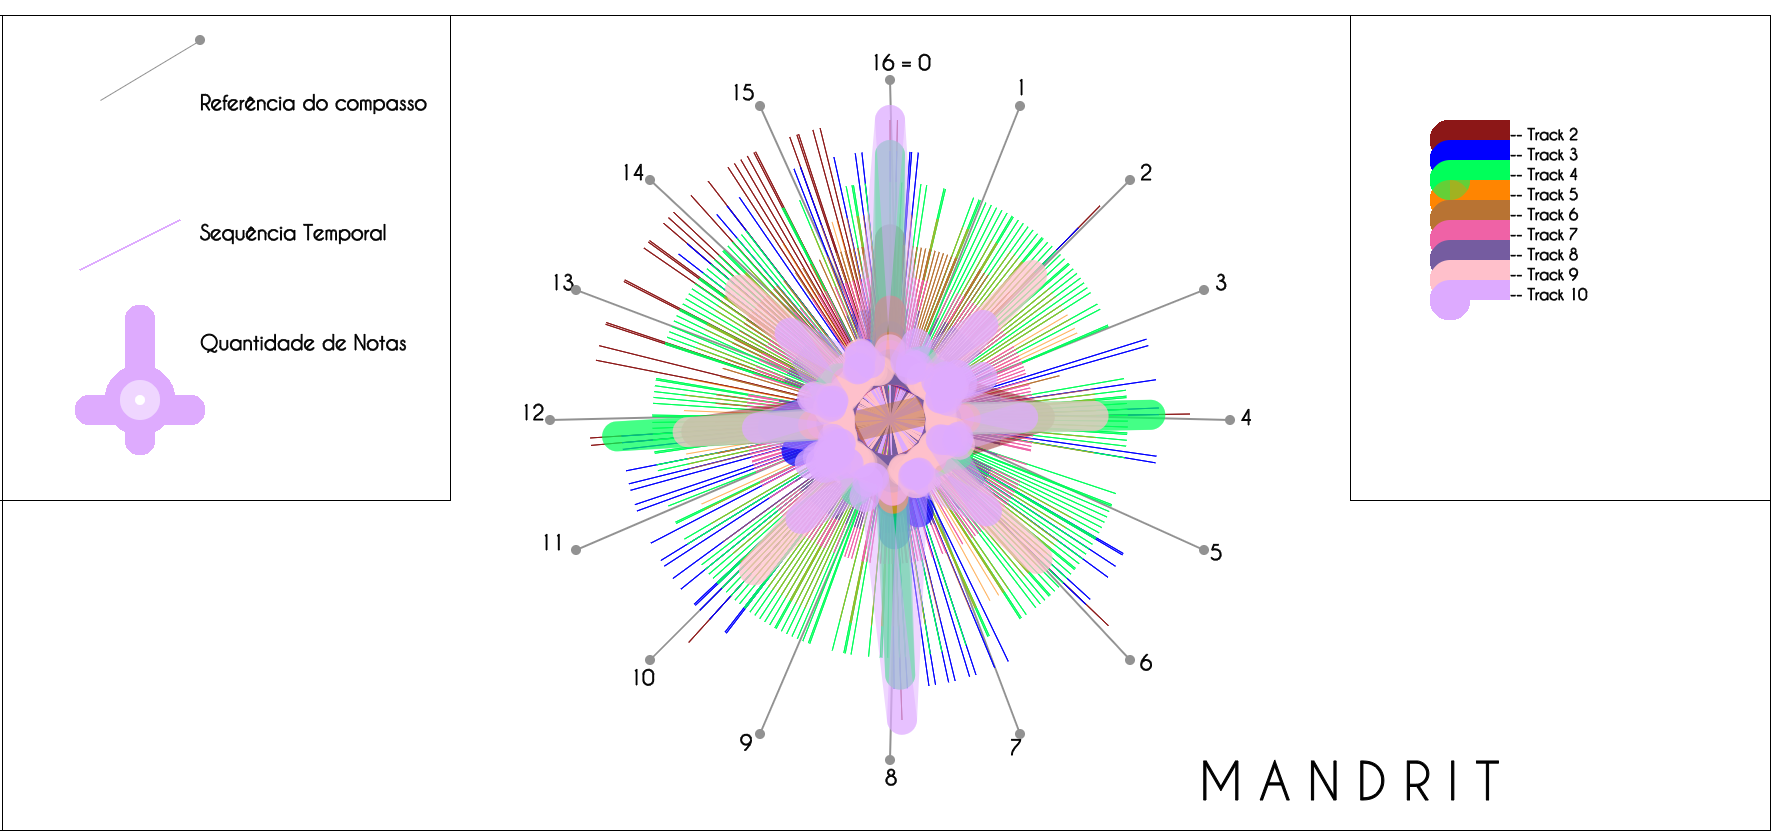 Referência do compasso
Sequência Temporal
Quantidade de Notas
16 = 0
1
2
3
4
5
6
7
8
9
10
11
12
13
14
15
-- Track 2
-- Track 3
-- Track 4
-- Track 5
-- Track 6
-- Track 7
-- Track 8
-- Track 9
-- Track 10
MANDRIT